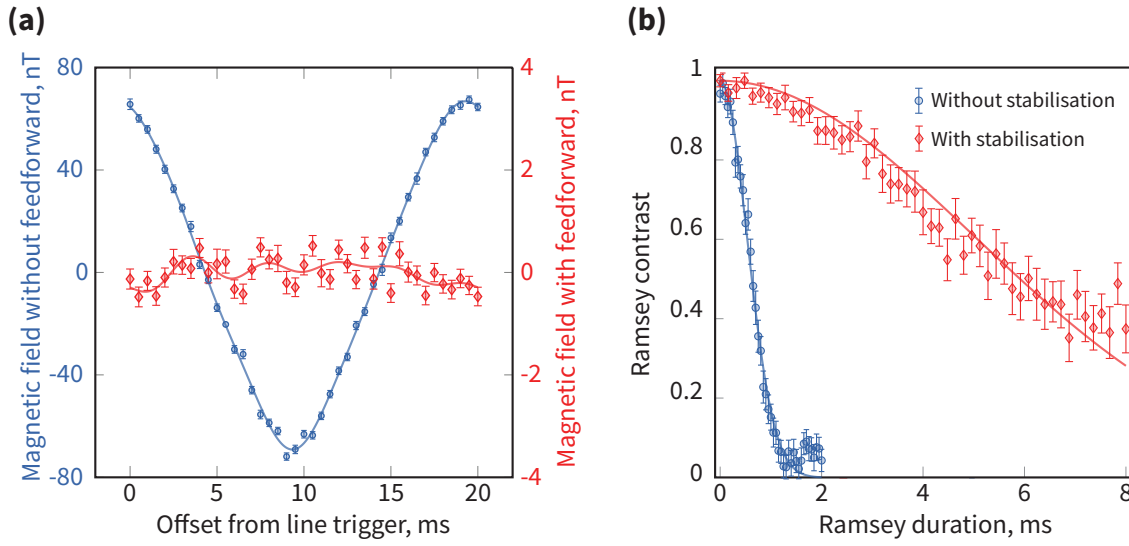 (a)
Magnetic field without feedforward, nT
80
40
0
-40
-80
0
5
10
15
20
Offset from line trigger, ms
4
2
0
-2
-4
Magnetic field with feedforward, nT
(b)
Ramsey contrast
1
0.8
0.6
0.4
0.2
0
0
2
4
6
8
Ramsey duration, ms
Without stabilisation
With stabilisation